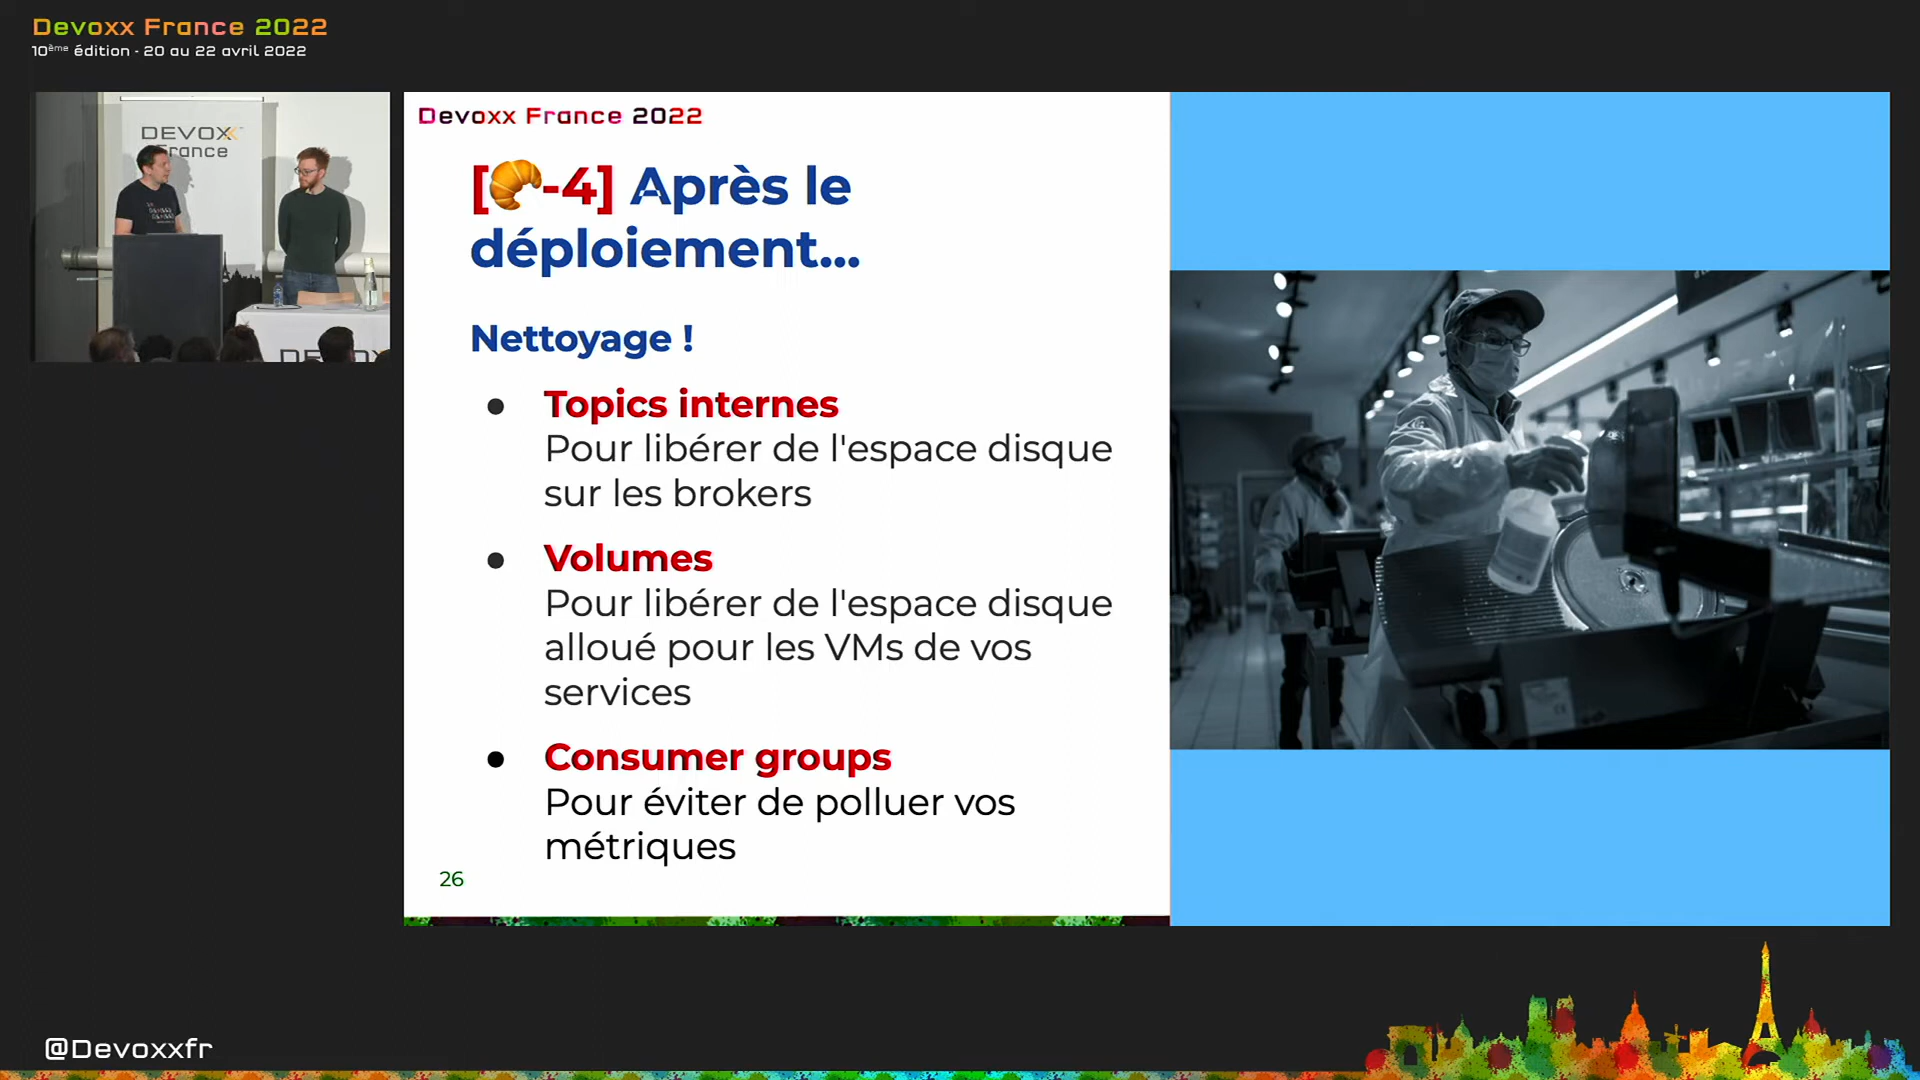 Devoxx France 2022
10ème édition - 20 au 22 avril 2022
DEVOXX
France
Devoxx France 2022
[🥐-4] Après le
déploiement...
Nettoyage !
● Topics internes
Pour libérer de l'espace disque
sur les brokers
● Volumes
Pour libérer de l'espace disque
alloué pour les VMs de vos
services
● Consumer groups
Pour éviter de polluer vos
métriques
26
@Devoxxfr